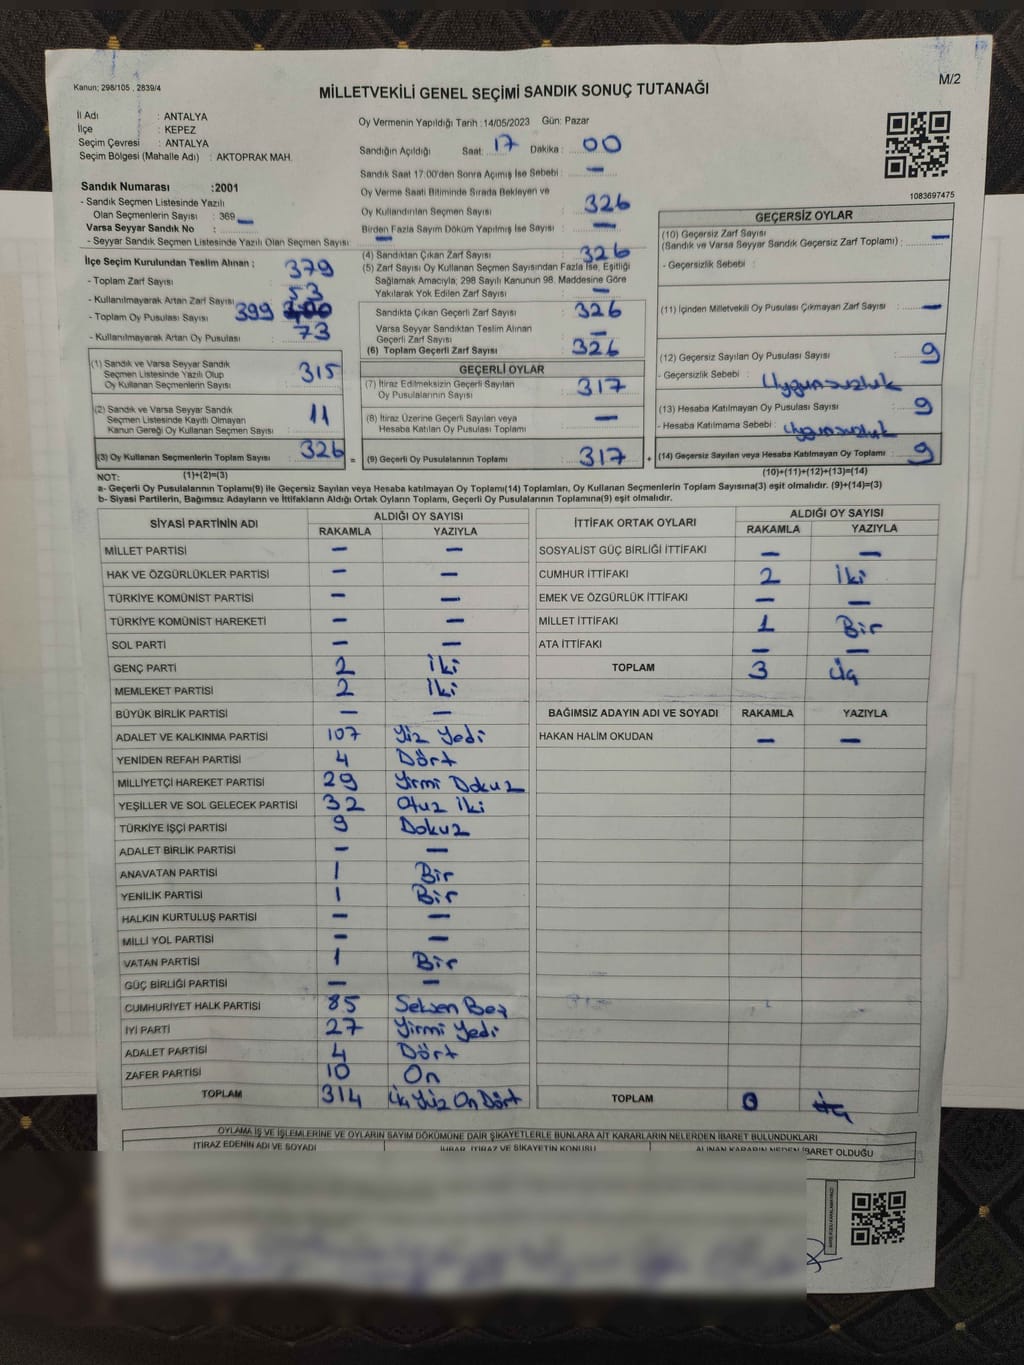 Kanun; 298/105 . 2839/4
M/2
MİLLETVEKİLİ GENEL SEÇİMİ SANDIK SONUÇ TUTANAĞI
İl Adı : ANTALYA
İlçe : KEPEZ
Seçim Çevresi : ANTALYA
Seçim Bölgesi (Mahalle Adı) : AKTOPRAK MAH.
Sandık Numarası :2001
- Sandık Seçmen Listesinde Yazılı
Olan Seçmenlerin Sayısı : 369 –
Varsa Seyyar Sandık No :
- Seyyar Sandık Seçmen Listesinde Yazılı Olan Seçmen Sayısı –
İlçe Seçim Kurulundan Teslim Alınan ;
- Toplam Zarf Sayısı 379
- Kullanılmayarak Artan Zarf Sayısı 53
- Toplam Oy Pusulası Sayısı 399
- Kullanılmayarak Artan Oy Pusulası 73
(1) Sandık ve Varsa Seyyar Sandık
Seçmen Listesinde Yazılı Olup
Oy Kullanan Seçmenlerin Sayısı 315
(2) Sandık ve Varsa Seyyar Sandık
Seçmen Listesinde Kayıtlı Olmayan
Kanun Gereği Oy Kullanan Seçmen Sayısı 11
(3) Oy Kullanan Seçmenlerin Toplam Sayısı 326
(1)+(2)=(3)
Oy Vermenin Yapıldığı Tarih :14/05/2023 Gün: Pazar
Sandığın Açıldığı Saat: 17 Dakika : 00
Sandık Saat 17:00'den Sonra Açımış İse Sebebi : –
Oy Verme Saati Bitiminde Sırada Bekleyen ve
Oy Kullandırılan Seçmen Sayısı 326
Birden Fazla Sayım Döküm Yapılmış İse Sayısı –
(4) Sandıktan Çıkan Zarf Sayısı 326
(5) Zarf Sayısı Oy Kullanan Seçmen Sayısından Fazla İse, Eşitliği
Sağlamak Amacıyla; 298 Sayılı Kanunun 98. Maddesine Göre
Yakılarak Yok Edilen Zarf Sayısı –
Sandıkta Çıkan Geçerli Zarf Sayısı 326
Varsa Seyyar Sandıktan Teslim Alınan
Geçerli Zarf Sayısı –
(6) Toplam Geçerli Zarf Sayısı 326
GEÇERLİ OYLAR
(7) İtiraz Edilmeksizin Geçerli Sayılan
Oy Pusulalarının Sayısı 317
(8) İtiraz Üzerine Geçerli Sayılan veya
Hesaba Katılan Oy Pusulası Toplamı –
= (9) Geçerli Oy Pusulalarının Toplamı 317 +
1083697475
GEÇERSİZ OYLAR
(10) Geçersiz Zarf Sayısı
(Sandık ve Varsa Seyyar Sandık Geçersiz Zarf Toplamı) : –
- Geçersizlik Sebebi :
(11) İçinden Milletvekili Oy Pusulası Çıkmayan Zarf Sayısı –
(12) Geçersiz Sayılan Oy Pusulası Sayısı 9
- Geçersizlik Sebebi : Uygunsuzluk
(13) Hesaba Katılmayan Oy Pusulası Sayısı 9
- Hesaba Katılmama Sebebi : Uygunsuzluk
(14) Geçersiz Sayılan veya Hesaba Katılmayan Oy Toplamı 9
(10)+(11)+(12)+(13)=(14)
NOT:
a- Geçerli Oy Pusulalarının Toplamı(9) ile Geçersiz Sayılan veya Hesaba Katılmayan Oy Toplamı(14) Toplamları, Oy Kullanan Seçmenlerin Toplam Sayısına(3) eşit olmalıdır. (9)+(14)=(3)
b- Siyasi Partilerin, Bağımsız Adayların ve İttifakların Aldığı Ortak Oyların Toplamı, Geçerli Oy Pusulalarının Toplamına(9) eşit olmalıdır.
SİYASİ PARTİNİN ADI ALDIĞI OY SAYISI
RAKAMLA YAZIYLA
MİLLET PARTİSİ – –
HAK VE ÖZGÜRLÜKLER PARTİSİ – –
TÜRKİYE KOMÜNİST PARTİSİ – –
TÜRKİYE KOMÜNİST HAREKETİ – –
SOL PARTİ – –
GENÇ PARTİ 2 İki
MEMLEKET PARTİSİ 2 İki
BÜYÜK BİRLİK PARTİSİ – –
ADALET VE KALKINMA PARTİSİ 107 Yüz Yedi
YENİDEN REFAH PARTİSİ 4 Dört
MİLLİYETÇİ HAREKET PARTİSİ 29 Yirmi Dokuz
YEŞİLLER VE SOL GELECEK PARTİSİ 32 Otuz İki
TÜRKİYE İŞÇİ PARTİSİ 9 Dokuz
ADALET BİRLİK PARTİSİ – –
ANAVATAN PARTİSİ 1 Bir
YENİLİK PARTİSİ 1 Bir
HALKIN KURTULUŞ PARTİSİ – –
MİLLİ YOL PARTİSİ – –
VATAN PARTİSİ 1 Bir
GÜÇ BİRLİĞİ PARTİSİ – –
CUMHURİYET HALK PARTİSİ 85 Seksen Beş
İYİ PARTİ 27 Yirmi Yedi
ADALET PARTİSİ 4 Dört
ZAFER PARTİSİ 10 On
TOPLAM 314 Üç Yüz On Dört
İTTİFAK ORTAK OYLARI ALDIĞI OY SAYISI
RAKAMLA YAZIYLA
SOSYALİST GÜÇ BİRLİĞİ İTTİFAKI – –
CUMHUR İTTİFAKI 2 İki
EMEK VE ÖZGÜRLÜK İTTİFAKI – –
MİLLET İTTİFAKI 1 Bir
ATA İTTİFAKI – –
TOPLAM 3 Üç
BAĞIMSIZ ADAYIN ADI VE SOYADI RAKAMLA YAZIYLA
HAKAN HALİM OKUDAN – –
TOPLAM 0
OYLAMA İŞ VE İŞLEMLERİNE VE OYLARIN SAYIM DÖKÜMÜNE DAİR ŞİKAYETLERLE BUNLARA AİT KARARLARIN NELERDEN İBARET BULUNDUKLARI
İTİRAZ EDENİN ADI VE SOYADI İHBAR, İTİRAZ VE ŞİKAYETİN KONUSU ALINAN KARARIN NEDEN İBARET OLDUĞU